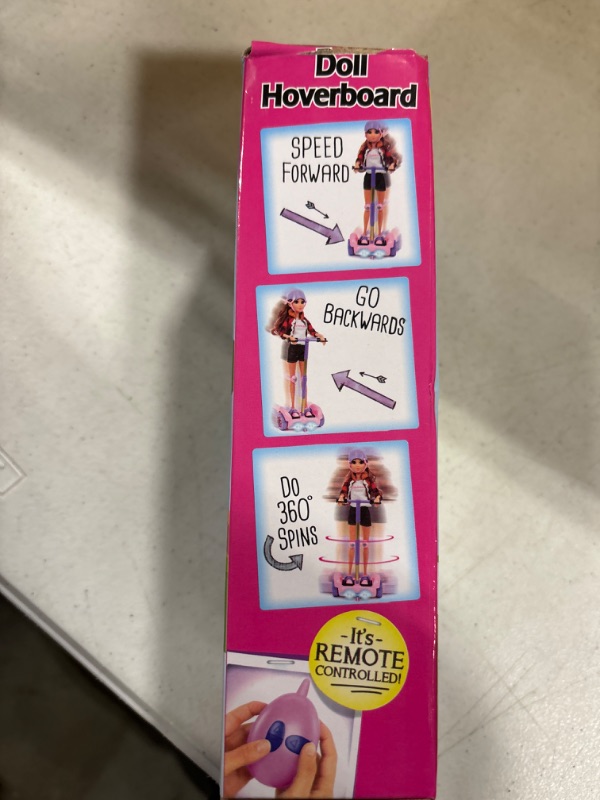 Doll
Hoverboard
SPEED
FORWARD
GO
BACKWARDS
DO
360°
SPINS
-It's-
REMOTE
CONTROLLED!